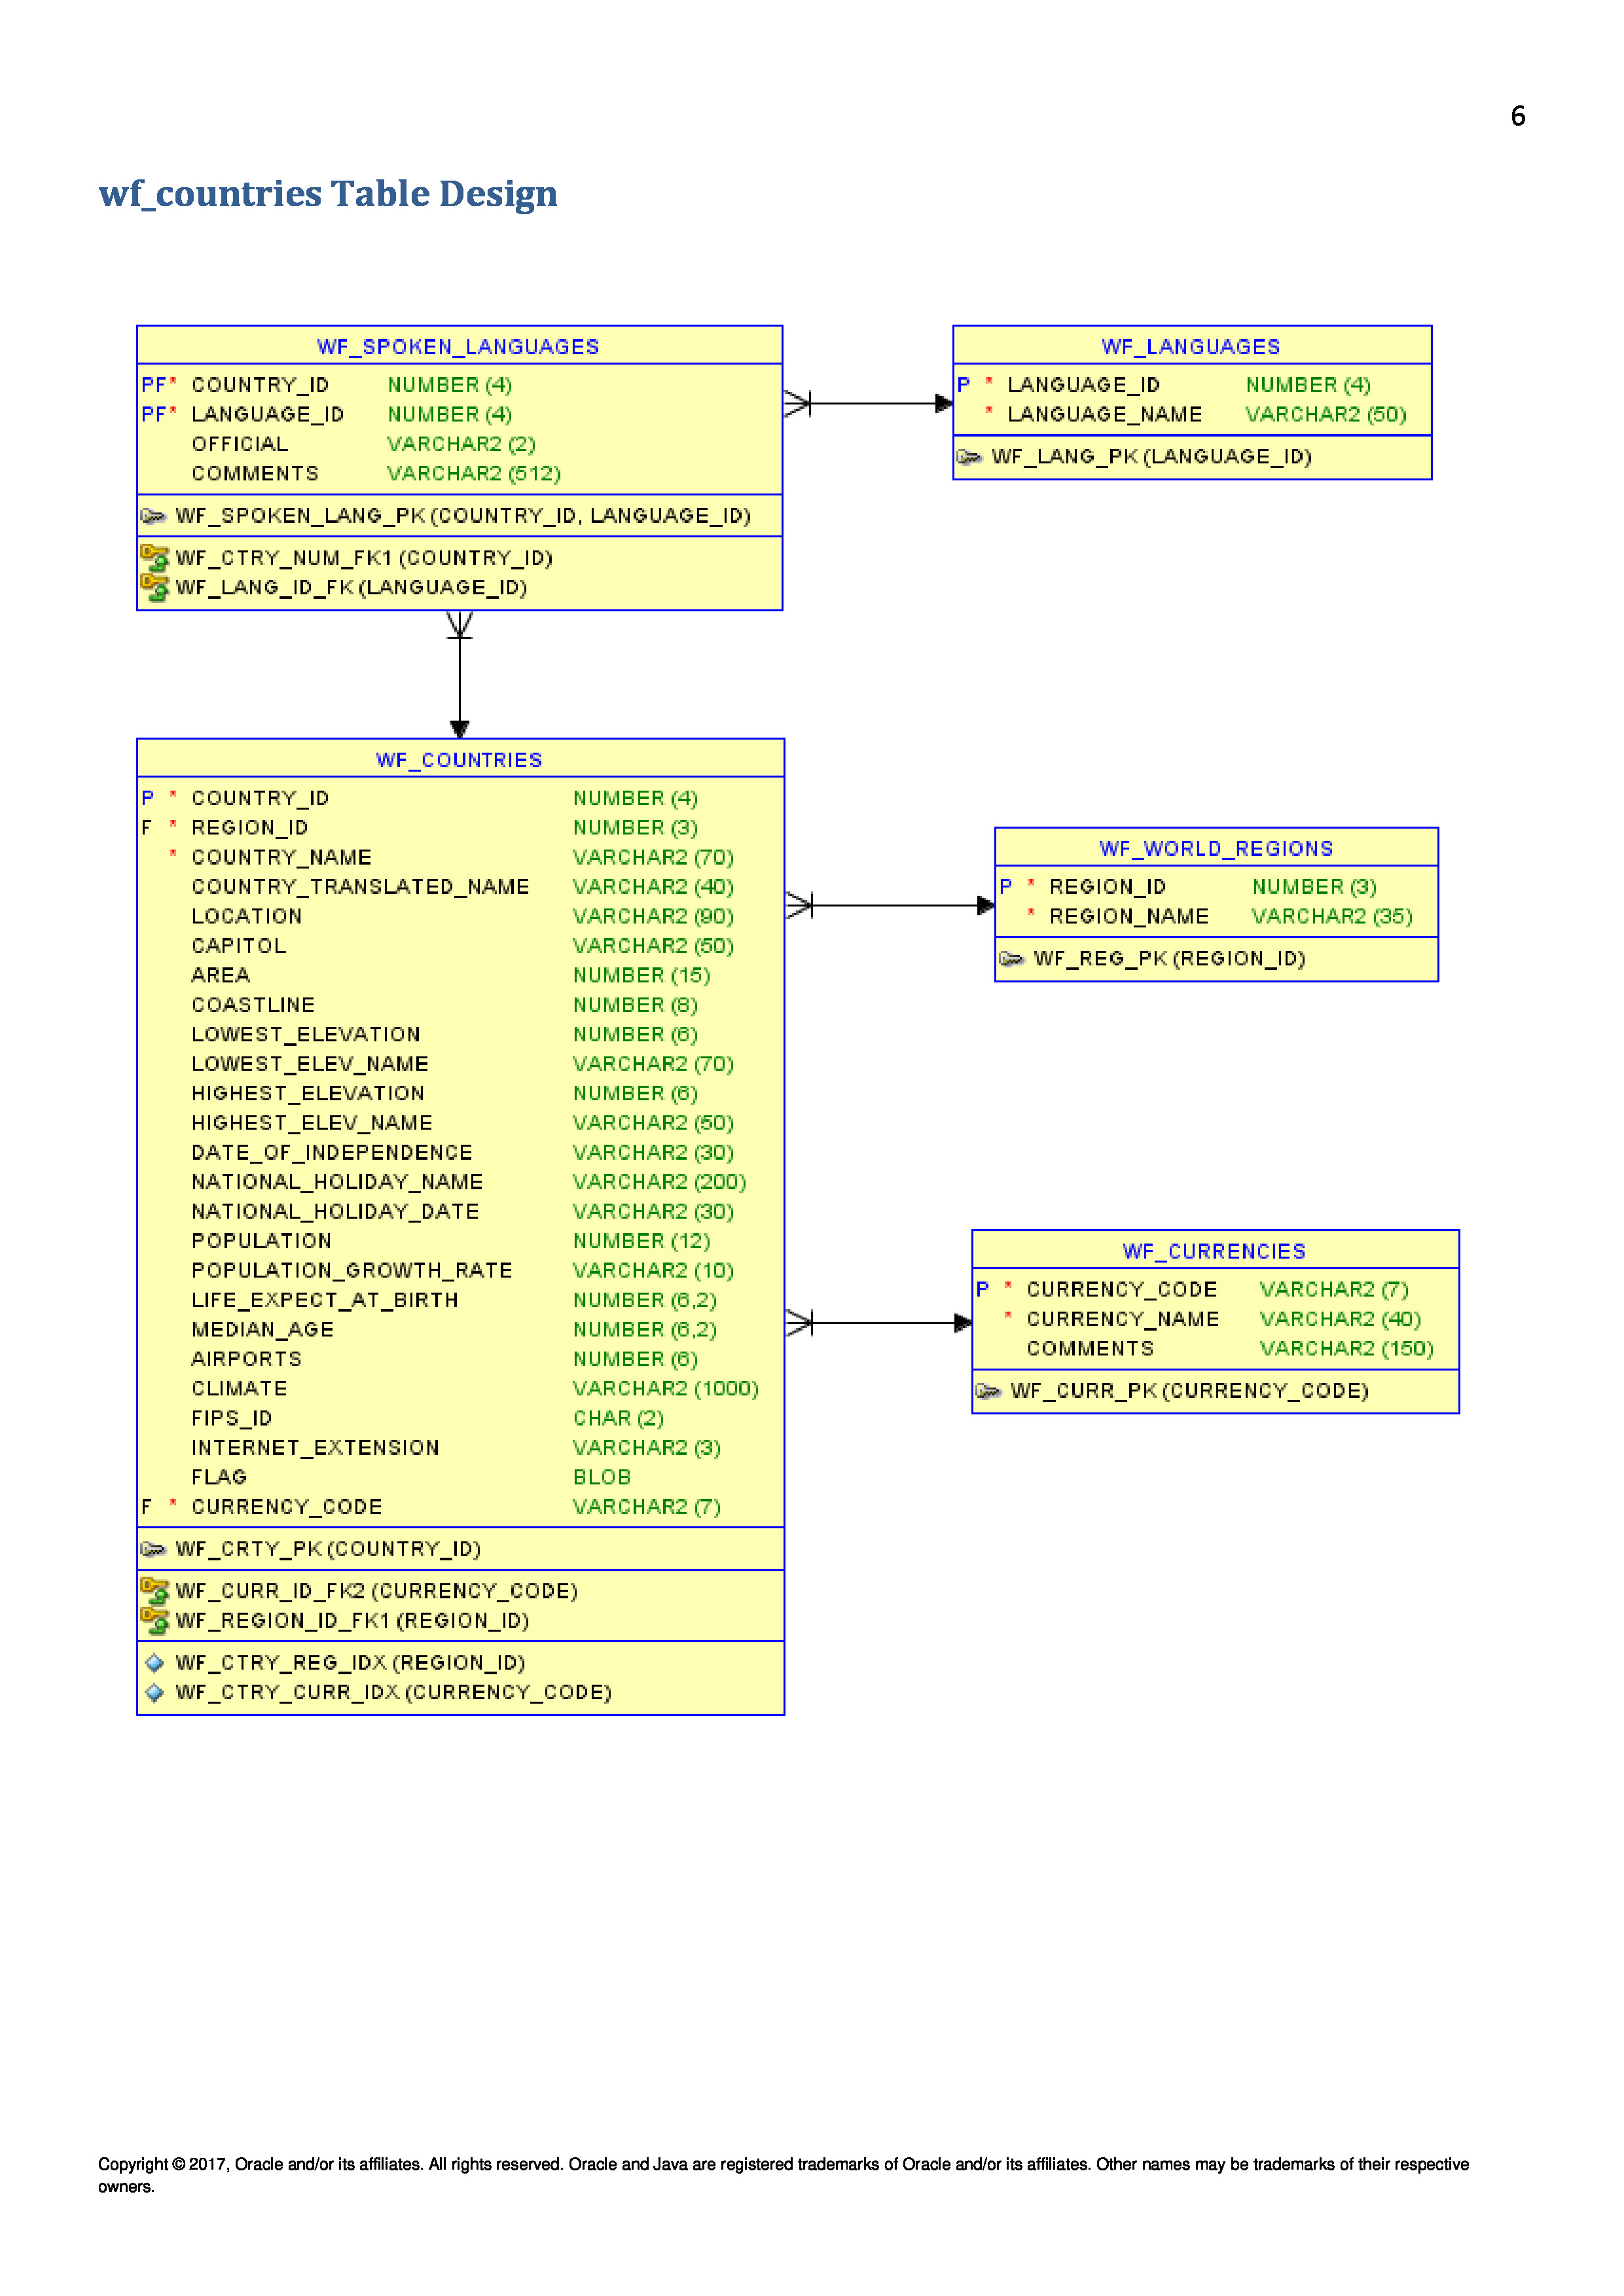 6
wf_countries Table Design
WF_SPOKEN_LANGUAGES
PF* COUNTRY_ID NUMBER (4)
PF* LANGUAGE_ID NUMBER (4)
OFFICIAL VARCHAR2 (2)
COMMENTS VARCHAR2 (512)
WF_SPOKEN_LANG_PK (COUNTRY_ID, LANGUAGE_ID)
WF_CTRY_NUM_FK1 (COUNTRY_ID)
WF_LANG_ID_FK (LANGUAGE_ID)
WF_LANGUAGES
P * LANGUAGE_ID NUMBER (4)
* LANGUAGE_NAME VARCHAR2 (50)
WF_LANG_PK (LANGUAGE_ID)
WF_COUNTRIES
P * COUNTRY_ID NUMBER (4)
F * REGION_ID NUMBER (3)
* COUNTRY_NAME VARCHAR2 (70)
COUNTRY_TRANSLATED_NAME VARCHAR2 (40)
LOCATION VARCHAR2 (90)
CAPITOL VARCHAR2 (50)
AREA NUMBER (15)
COASTLINE NUMBER (8)
LOWEST_ELEVATION NUMBER (6)
LOWEST_ELEV_NAME VARCHAR2 (70)
HIGHEST_ELEVATION NUMBER (6)
HIGHEST_ELEV_NAME VARCHAR2 (50)
DATE_OF_INDEPENDENCE VARCHAR2 (30)
NATIONAL_HOLIDAY_NAME VARCHAR2 (200)
NATIONAL_HOLIDAY_DATE VARCHAR2 (30)
POPULATION NUMBER (12)
POPULATION_GROWTH_RATE VARCHAR2 (10)
LIFE_EXPECT_AT_BIRTH NUMBER (6,2)
MEDIAN_AGE NUMBER (6,2)
AIRPORTS NUMBER (6)
CLIMATE VARCHAR2 (1000)
FIPS_ID CHAR (2)
INTERNET_EXTENSION VARCHAR2 (3)
FLAG BLOB
F * CURRENCY_CODE VARCHAR2 (7)
WF_CRTY_PK (COUNTRY_ID)
WF_CURR_ID_FK2 (CURRENCY_CODE)
WF_REGION_ID_FK1 (REGION_ID)
WF_CTRY_REG_IDX (REGION_ID)
WF_CTRY_CURR_IDX (CURRENCY_CODE)
WF_WORLD_REGIONS
P * REGION_ID NUMBER (3)
* REGION_NAME VARCHAR2 (35)
WF_REG_PK (REGION_ID)
WF_CURRENCIES
P * CURRENCY_CODE VARCHAR2 (7)
* CURRENCY_NAME VARCHAR2 (40)
COMMENTS VARCHAR2 (150)
WF_CURR_PK (CURRENCY_CODE)
Copyright © 2017, Oracle and/or its affiliates. All rights reserved. Oracle and Java are registered trademarks of Oracle and/or its affiliates. Other names may be trademarks of their respective
owners.